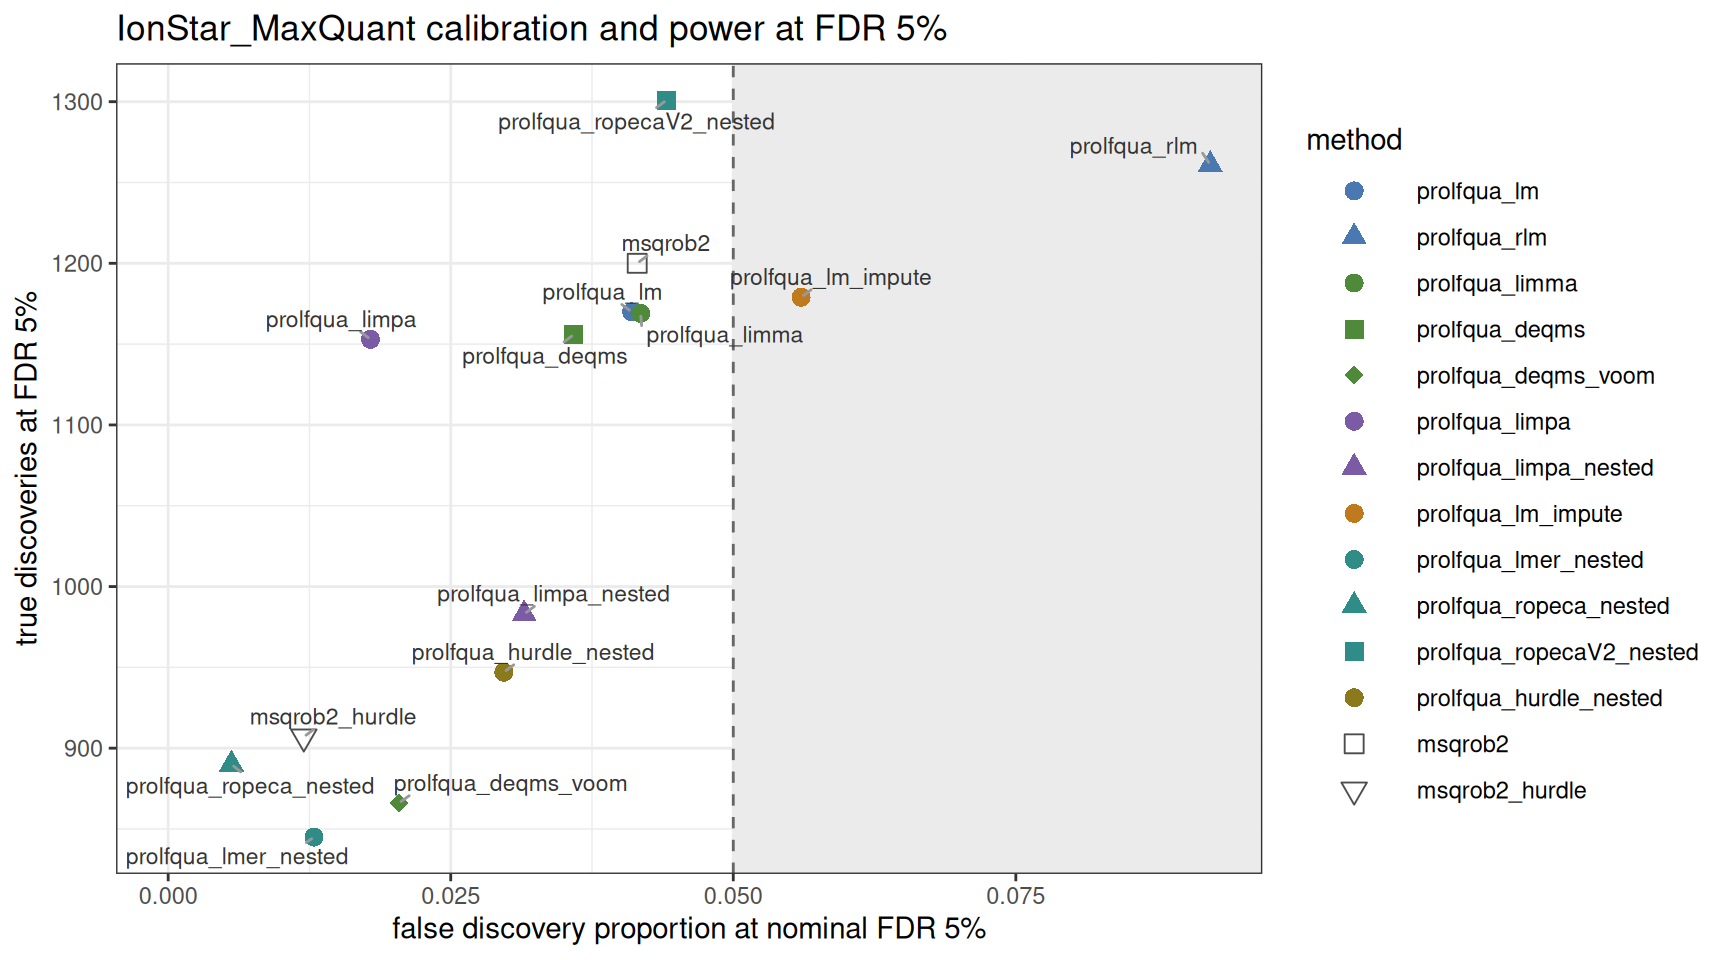 IonStar_MaxQuant calibration and power at FDR 5%
true discoveries at FDR 5%
1300
1200
1100
1000
900
prolfqua_ropecaV2_nested
prolfqua_rlm
msqrob2
prolfqua_lm_impute
prolfqua_lm
prolfqua_limpa
prolfqua_limma
prolfqua_deqms
prolfqua_limpa_nested
prolfqua_hurdle_nested
msqrob2_hurdle
prolfqua_ropeca_nested
prolfqua_deqms_voom
prolfqua_lmer_nested
0.000
0.025
0.050
0.075
false discovery proportion at nominal FDR 5%
method
prolfqua_lm
prolfqua_rlm
prolfqua_limma
prolfqua_deqms
prolfqua_deqms_voom
prolfqua_limpa
prolfqua_limpa_nested
prolfqua_lm_impute
prolfqua_lmer_nested
prolfqua_ropeca_nested
prolfqua_ropecaV2_nested
prolfqua_hurdle_nested
msqrob2
msqrob2_hurdle